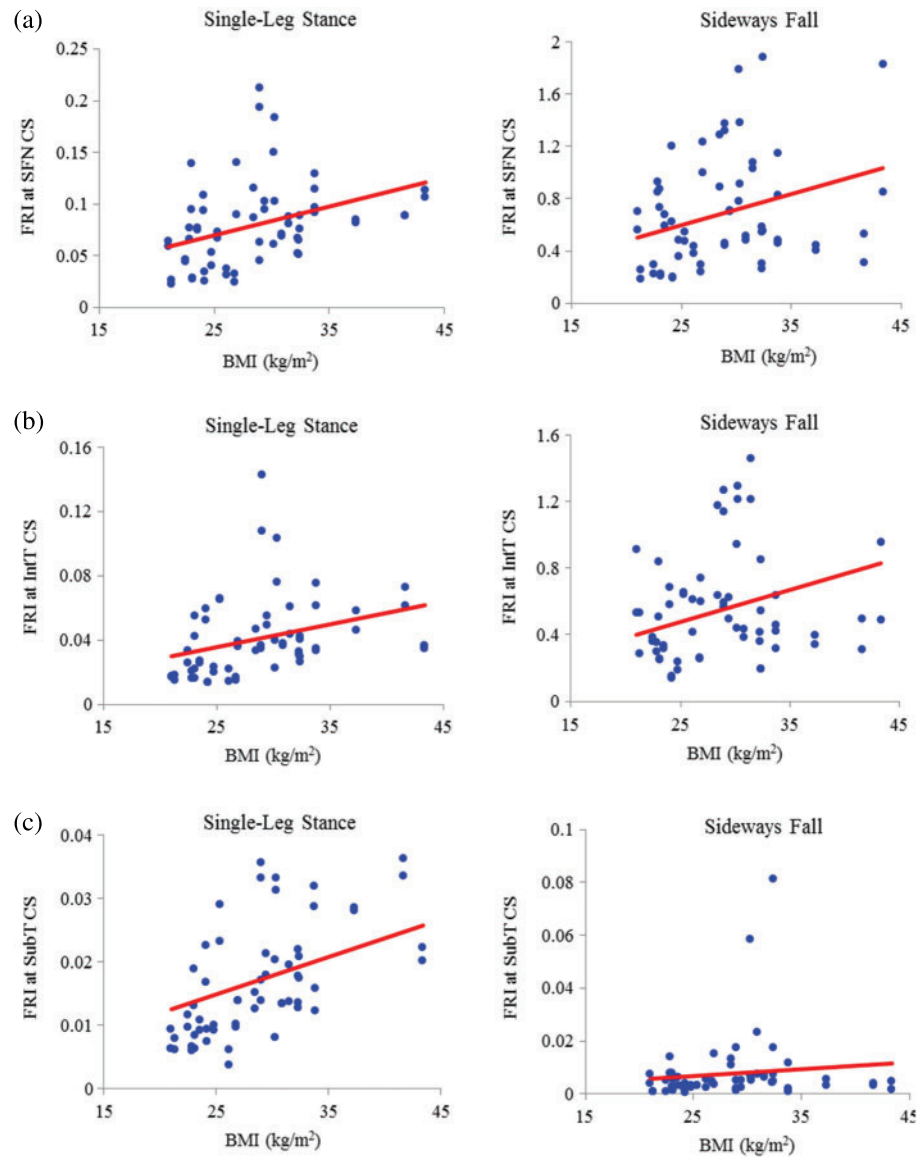 (a)
Single-Leg Stance
FRI at SFN CS
0.25
0.2
0.15
0.1
0.05
0
15
25
35
45
BMI (kg/m²)
Sideways Fall
FRI at SFN CS
2
1.6
1.2
0.8
0.4
0
15
25
35
45
BMI (kg/m²)
(b)
Single-Leg Stance
FRI at IntT CS
0.16
0.12
0.08
0.04
0
15
25
35
45
BMI (kg/m²)
Sideways Fall
FRI at IntT CS
1.6
1.2
0.8
0.4
0
15
25
35
45
BMI (kg/m²)
(c)
Single-Leg Stance
FRI at SubT CS
0.04
0.03
0.02
0.01
0
15
25
35
45
BMI (kg/m²)
Sideways Fall
FRI at SubT CS
0.1
0.08
0.06
0.04
0.02
0
15
25
35
45
BMI (kg/m²)